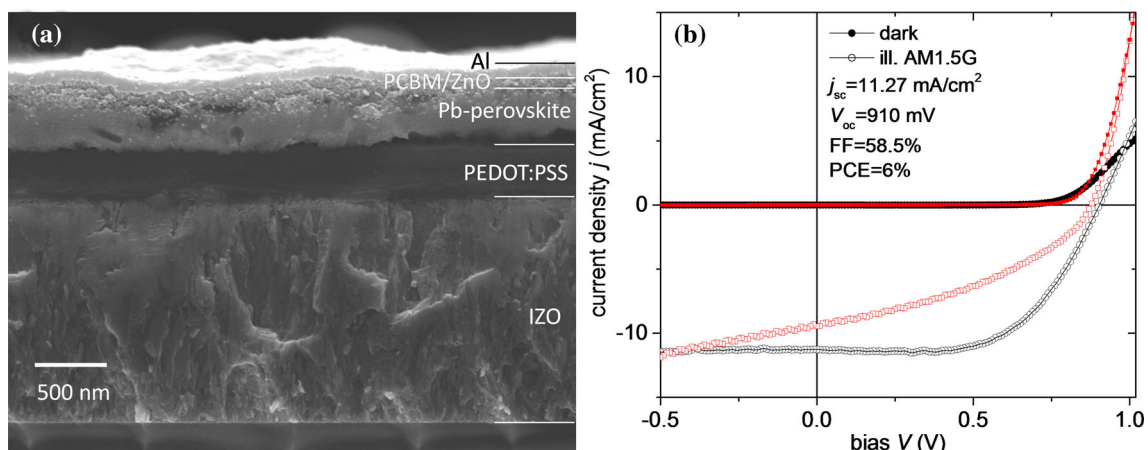 (a)
Al
PCBM/ZnO
Pb-perovskite
PEDOT:PSS
IZO
500 nm
(b)
dark
ill. AM1.5G
jsc=11.27 mA/cm²
Voc=910 mV
FF=58.5%
PCE=6%
current density j (mA/cm²)
10
0
-10
-0.5
0.0
0.5
1.0
bias V (V)